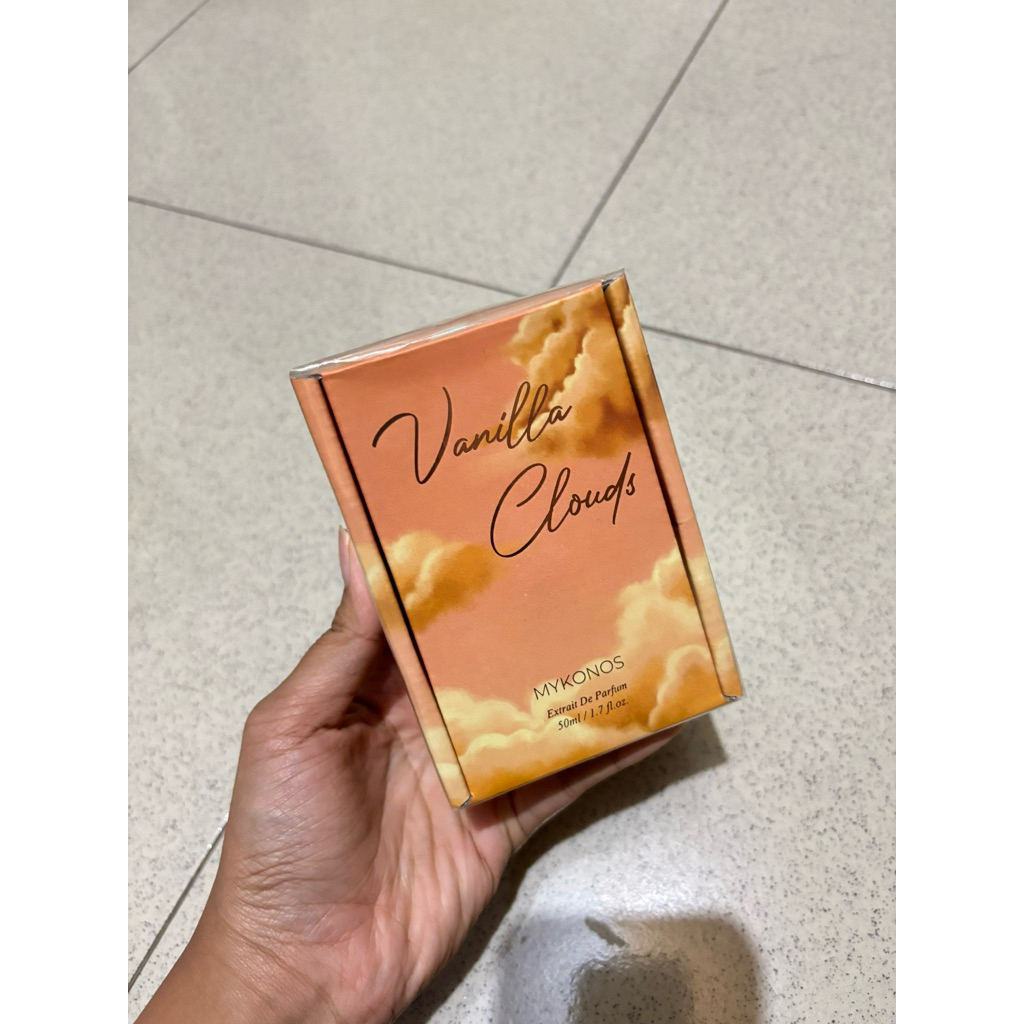 Vanilla
Clouds
MYKONOS
Extrait De Parfum
50ml / 1.7 fl.oz.